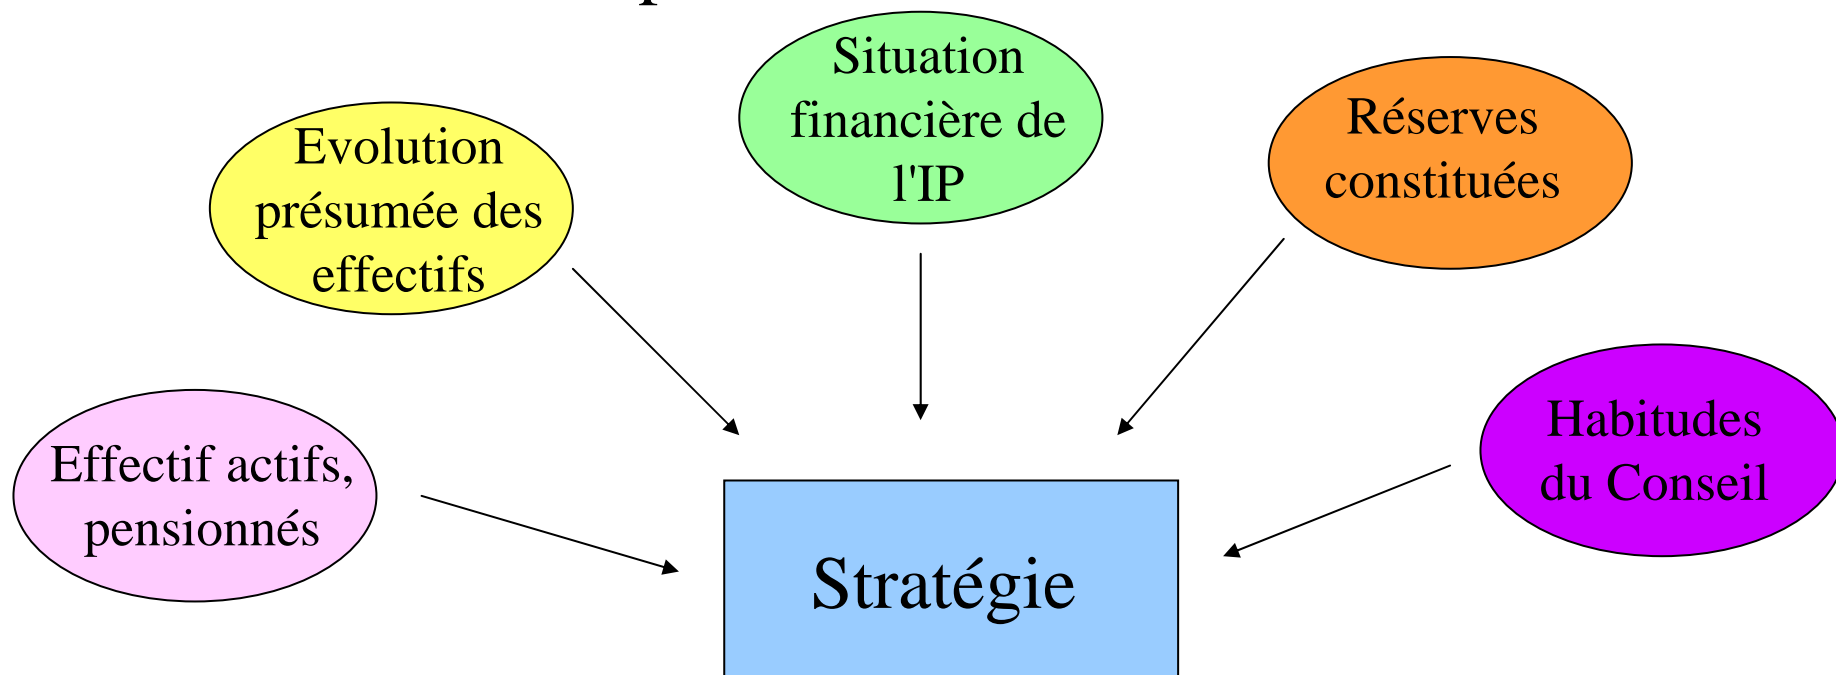 Situation
financière de
l'IP
Réserves
constituées
Evolution
présumée des
effectifs
Habitudes
du Conseil
Effectif actifs,
pensionnés
Stratégie